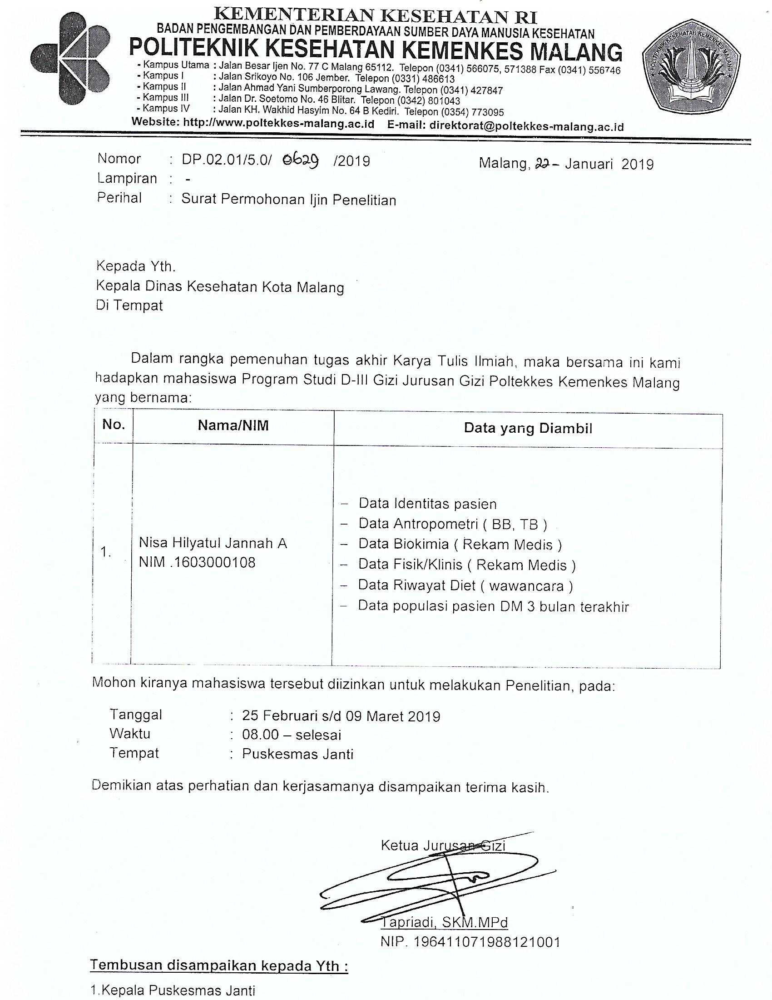 KEMENTERIAN KESEHATAN RI
BADAN PENGEMBANGAN DAN PEMBERDAYAAN SUMBER DAYA MANUSIA KESEHATAN
POLITEKNIK KESEHATAN KEMENKES MALANG
- Kampus Utama : Jalan Besar Ijen No. 77 C Malang 65112. Telepon (0341) 566075, 571388 Fax (0341) 556746
- Kampus I : Jalan Srikoyo No. 106 Jember. Telepon (0331) 486613
- Kampus II : Jalan Ahmad Yani Sumberporong Lawang. Telepon (0341) 427847
- Kampus III : Jalan Dr. Soetomo No. 46 Blitar. Telepon (0342) 801043
- Kampus IV : Jalan KH. Wakhid Hasyim No. 64 B Kediri. Telepon (0354) 773095
Website: http://www.poltekkes-malang.ac.id E-mail: direktorat@poltekkes-malang.ac.id
POLITEKNIK KESEHATAN KEMENKES MALANG
Nomor : DP.02.01/5.0/ 0629 /2019 Malang, 22 - Januari 2019
Lampiran : -
Perihal : Surat Permohonan Ijin Penelitian
Kepada Yth.
Kepala Dinas Kesehatan Kota Malang
Di Tempat
Dalam rangka pemenuhan tugas akhir Karya Tulis Ilmiah, maka bersama ini kami
hadapkan mahasiswa Program Studi D-III Gizi Jurusan Gizi Poltekkes Kemenkes Malang
yang bernama:
No. Nama/NIM Data yang Diambil
1. Nisa Hilyatul Jannah A
NIM .1603000108
– Data Identitas pasien
– Data Antropometri ( BB, TB )
– Data Biokimia ( Rekam Medis )
– Data Fisik/Klinis ( Rekam Medis )
– Data Riwayat Diet ( wawancara )
– Data populasi pasien DM 3 bulan terakhir
Mohon kiranya mahasiswa tersebut diizinkan untuk melakukan Penelitian, pada:
Tanggal : 25 Februari s/d 09 Maret 2019
Waktu : 08.00 – selesai
Tempat : Puskesmas Janti
Demikian atas perhatian dan kerjasamanya disampaikan terima kasih.
Ketua Jurusan Gizi
Tapriadi, SKM.MPd
NIP. 196411071988121001
Tembusan disampaikan kepada Yth :
1.Kepala Puskesmas Janti